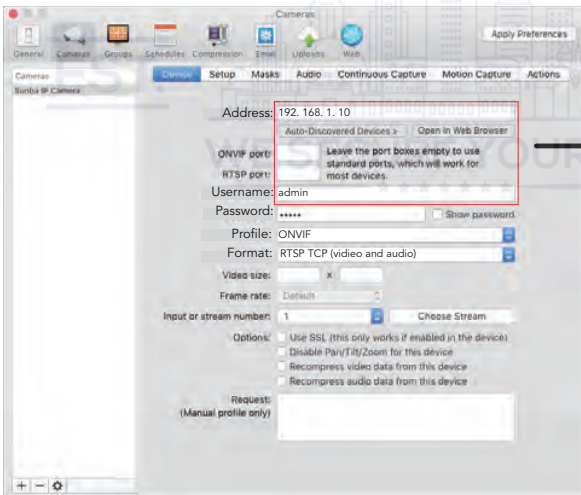 Cameras
General Cameras Groups Schedules Compression Email Uploads Web Apply Preferences
Cameras Device Setup Masks Audio Continuous Capture Motion Capture Actions
Sunba IP Camera
Address: 192. 168. 1. 10
Auto-Discovered Devices > Open in Web Browser
ONVIF port: Leave the port boxes empty to use
standard ports, which will work for
RTSP port: most devices.
Username: admin
Password: ••••• Show password
Profile: ONVIF
Format: RTSP TCP (video and audio)
Video size: x
Frame rate: Default
Input or stream number: 1 Choose Stream
Options: Use SSL (this only works if enabled in the device)
Disable Pan/Tilt/Zoom for this device
Recompress video data from this device
Recompress audio data from this device
Request:
(Manual profile only)
EST.
YOUR